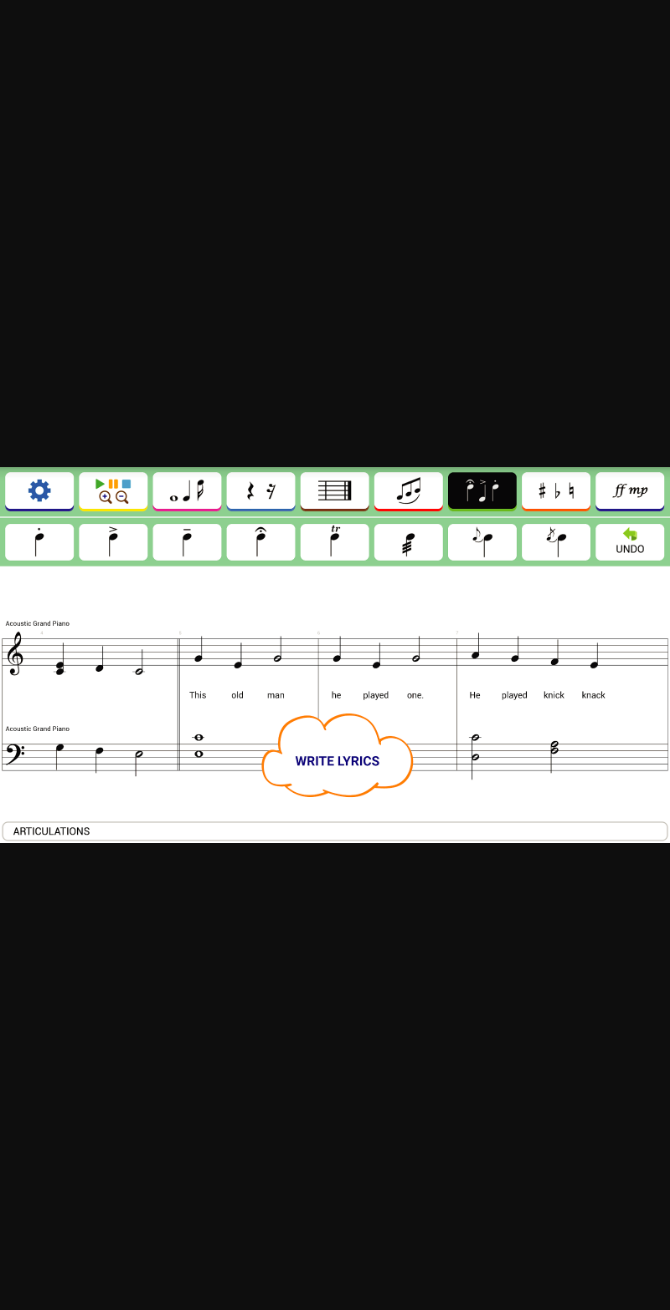 ff mp
tr
UNDO
Acoustic Grand Piano
This old man he played one. He played knick knack
Acoustic Grand Piano
WRITE LYRICS
ARTICULATIONS